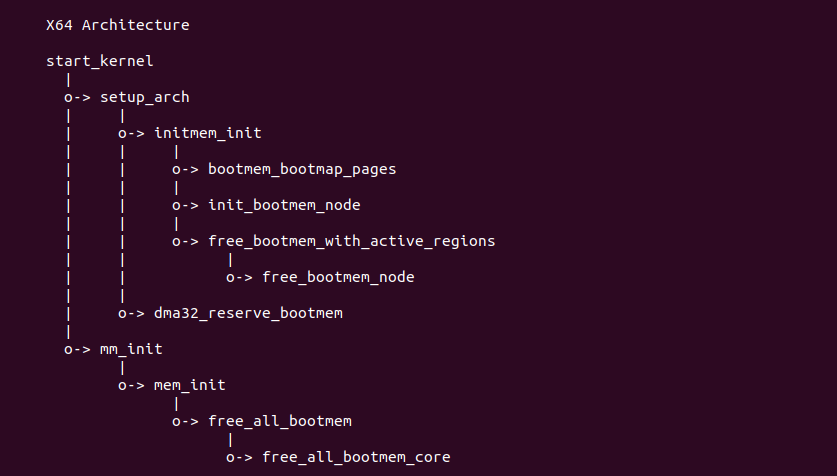 X64 Architecture
start_kernel
|
o-> setup_arch
|     |
|     o-> initmem_init
|     |     |
|     |     o-> bootmem_bootmap_pages
|     |     |
|     |     o-> init_bootmem_node
|     |     |
|     |     o-> free_bootmem_with_active_regions
|     |           |
|     |           o-> free_bootmem_node
|     |
|     o-> dma32_reserve_bootmem
|
o-> mm_init
      |
      o-> mem_init
            |
            o-> free_all_bootmem
                  |
                  o-> free_all_bootmem_core